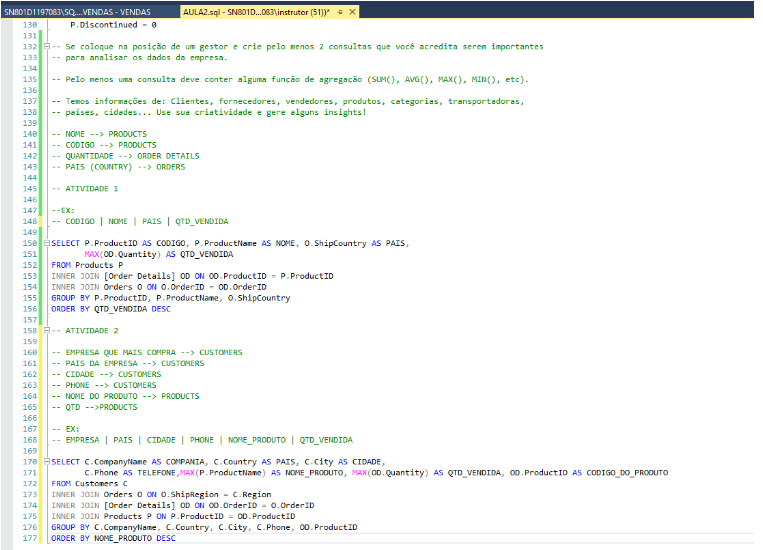 SN801D1197083\SQ,...VENDAS - VENDAS
AULA2.sql - SN801D...083\instrutor (51))*
130 P.Discontinued = 0
131
132 -- Se coloque na posição de um gestor e crie pelo menos 2 consultas que você acredita serem importantes
133 -- para analisar os dados da empresa.
134
135 -- Pelo menos uma consulta deve conter alguma função de agregação (SUM(), AVG(), MAX(), MIN(), etc).
136
137 -- Temos informações de: Clientes, fornecedores, vendedores, produtos, categorias, transportadoras,
138 -- países, cidades... Use sua criatividade e gere alguns insights!
139
140 -- NOME --> PRODUCTS
141 -- CODIGO --> PRODUCTS
142 -- QUANTIDADE --> ORDER DETAILS
143 -- PAIS (COUNTRY) --> ORDERS
144
145 -- ATIVIDADE 1
146
147 --EX:
148 -- CODIGO | NOME | PAIS | QTD_VENDIDA
149
150 SELECT P.ProductID AS CODIGO, P.ProductName AS NOME, O.ShipCountry AS PAIS,
151 MAX(OD.Quantity) AS QTD_VENDIDA
152 FROM Products P
153 INNER JOIN [Order Details] OD ON OD.ProductID = P.ProductID
154 INNER JOIN Orders O ON O.OrderID = OD.OrderID
155 GROUP BY P.ProductID, P.ProductName, O.ShipCountry
156 ORDER BY QTD_VENDIDA DESC
157
158 -- ATIVIDADE 2
159
160 -- EMPRESA QUE MAIS COMPRA --> CUSTOMERS
161 -- PAIS DA EMPRESA --> CUSTOMERS
162 -- CIDADE --> CUSTOMERS
163 -- PHONE --> CUSTOMERS
164 -- NOME DO PRODUTO --> PRODUCTS
165 -- QTD -->PRODUCTS
166
167 -- EX:
168 -- EMPRESA | PAIS | CIDADE | PHONE | NOME_PRODUTO | QTD_VENDIDA
169
170 SELECT C.CompanyName AS COMPANIA, C.Country AS PAIS, C.City AS CIDADE,
171 C.Phone AS TELEFONE,MAX(P.ProductName) AS NOME_PRODUTO, MAX(OD.Quantity) AS QTD_VENDIDA, OD.ProductID AS CODIGO_DO_PRODUTO
172 FROM Customers C
173 INNER JOIN Orders O ON O.ShipRegion = C.Region
174 INNER JOIN [Order Details] OD ON OD.OrderID = O.OrderID
175 INNER JOIN Products P ON P.ProductID = OD.ProductID
176 GROUP BY C.CompanyName, C.Country, C.City, C.Phone, OD.ProductID
177 ORDER BY NOME_PRODUTO DESC